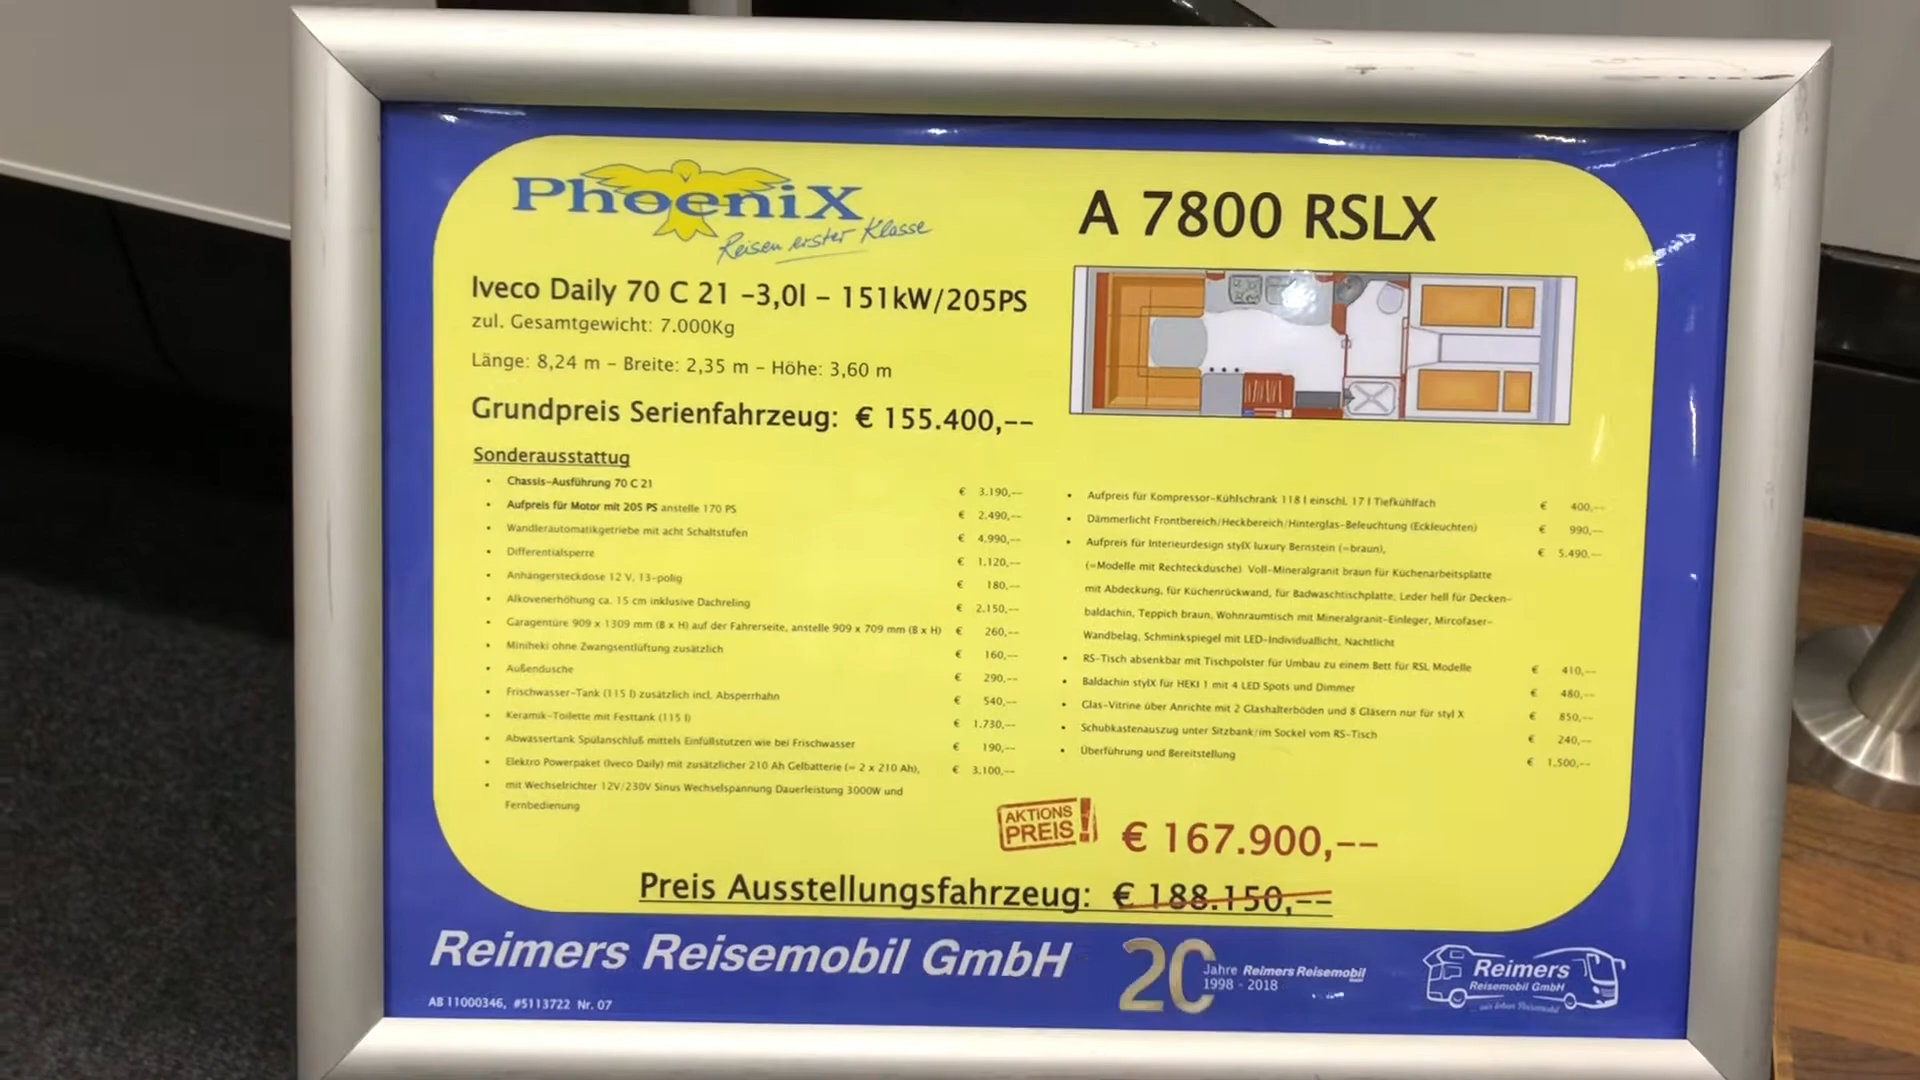 PhoeniX
Reisen erster Klasse
A 7800 RSLX
Iveco Daily 70 C 21 -3,0l - 151kW/205PS
zul. Gesamtgewicht: 7.000Kg
Länge: 8,24 m - Breite: 2,35 m - Höhe: 3,60 m
Grundpreis Serienfahrzeug: € 155.400,--
Sonderausstattug
• Chassis-Ausführung 70 C 21 € 3.190,--
• Aufpreis für Motor mit 205 PS anstelle 170 PS € 2.490,--
• Wandlerautomatikgetriebe mit acht Schaltstufen € 4.990,--
• Differentialsperre € 1.120,--
• Anhängersteckdose 12 V, 13-polig € 180,--
• Alkovenerhöhung ca. 15 cm inklusive Dachreling € 2.150,--
• Garagentüre 909 x 1309 mm (B x H) auf der Fahrerseite, anstelle 909 x 709 mm (B x H) € 260,--
• Miniheki ohne Zwangsentlüftung zusätzlich € 160,--
• Außendusche € 290,--
• Frischwasser-Tank (115 l) zusätzlich incl. Absperrhahn € 540,--
• Keramik-Toilette mit Festtank (115 l) € 1.730,--
• Abwassertank Spülanschluß mittels Einfüllstutzen wie bei Frischwasser € 190,--
• Elektro Powerpaket (Iveco Daily) mit zusätzlicher 210 Ah Gelbatterie (= 2 x 210 Ah), € 3.100,--
• mit Wechselrichter 12V/230V Sinus Wechselspannung Dauerleistung 3000W und
Fernbedienung
• Aufpreis für Kompressor-Kühlschrank 118 l einschl. 17 l Tiefkühlfach € 400,--
• Dämmerlicht Frontbereich/Heckbereich/Hinterglas-Beleuchtung (Eckleuchten) € 990,--
• Aufpreis für Interieurdesign stylX luxury Bernstein (=braun), € 5.490,--
(=Modelle mit Rechteckdusche) Voll-Mineralgranit braun für Küchenarbeitsplatte
mit Abdeckung, für Küchenrückwand, für Badwaschtischplatte, Leder hell für Decken-
baldachin, Teppich braun, Wohnraumtisch mit Mineralgranit-Einleger, Mircofaser-
Wandbelag, Schminkspiegel mit LED-Individuallicht, Nachtlicht
• RS-Tisch absenkbar mit Tischpolster für Umbau zu einem Bett für RSL Modelle € 410,--
• Baldachin stylX für HEKI 1 mit 4 LED Spots und Dimmer € 480,--
• Glas-Vitrine über Anrichte mit 2 Glashalterböden und 8 Gläsern nur für styl X € 850,--
• Schubkastenauszug unter Sitzbank/im Sockel vom RS-Tisch € 240,--
• Überführung und Bereitstellung € 1.500,--
AKTIONS
PREIS! € 167.900,--
Preis Ausstellungsfahrzeug: € 188.150,--
Reimers Reisemobil GmbH
20 Jahre Reimers Reisemobil
1998 - 2018
Reimers
Reisemobil GmbH
AB 11000346, #5113722 Nr. 07